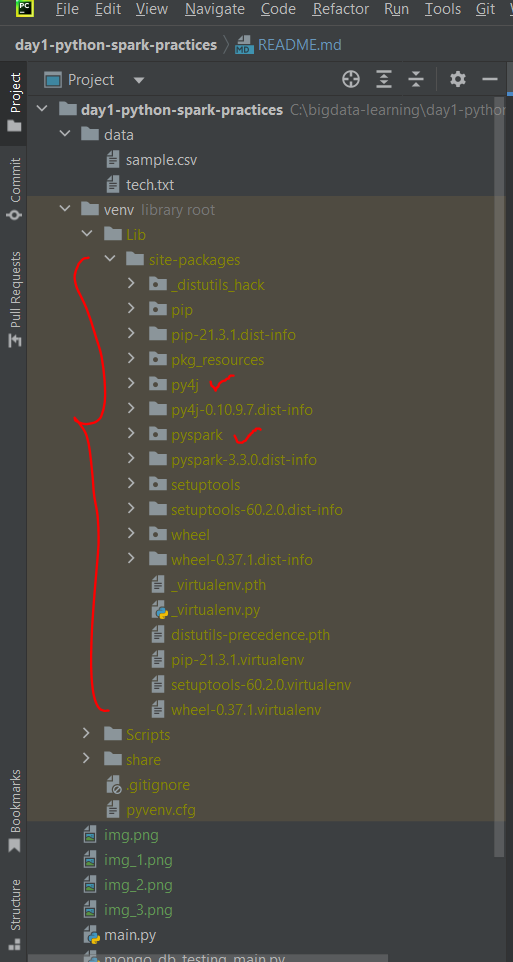 PC File Edit View Navigate Code Refactor Run Tools Git
day1-python-spark-practices README.md
Project
Project
Commit
Pull Requests
Bookmarks
Structure
day1-python-spark-practices C:\bigdata-learning\day1-python
data
sample.csv
tech.txt
venv library root
Lib
site-packages
_distutils_hack
pip
pip-21.3.1.dist-info
pkg_resources
py4j
py4j-0.10.9.7.dist-info
pyspark
pyspark-3.3.0.dist-info
setuptools
setuptools-60.2.0.dist-info
wheel
wheel-0.37.1.dist-info
_virtualenv.pth
_virtualenv.py
distutils-precedence.pth
pip-21.3.1.virtualenv
setuptools-60.2.0.virtualenv
wheel-0.37.1.virtualenv
Scripts
share
.gitignore
pyvenv.cfg
img.png
img_1.png
img_2.png
img_3.png
main.py
mongo_db_testing_main.py